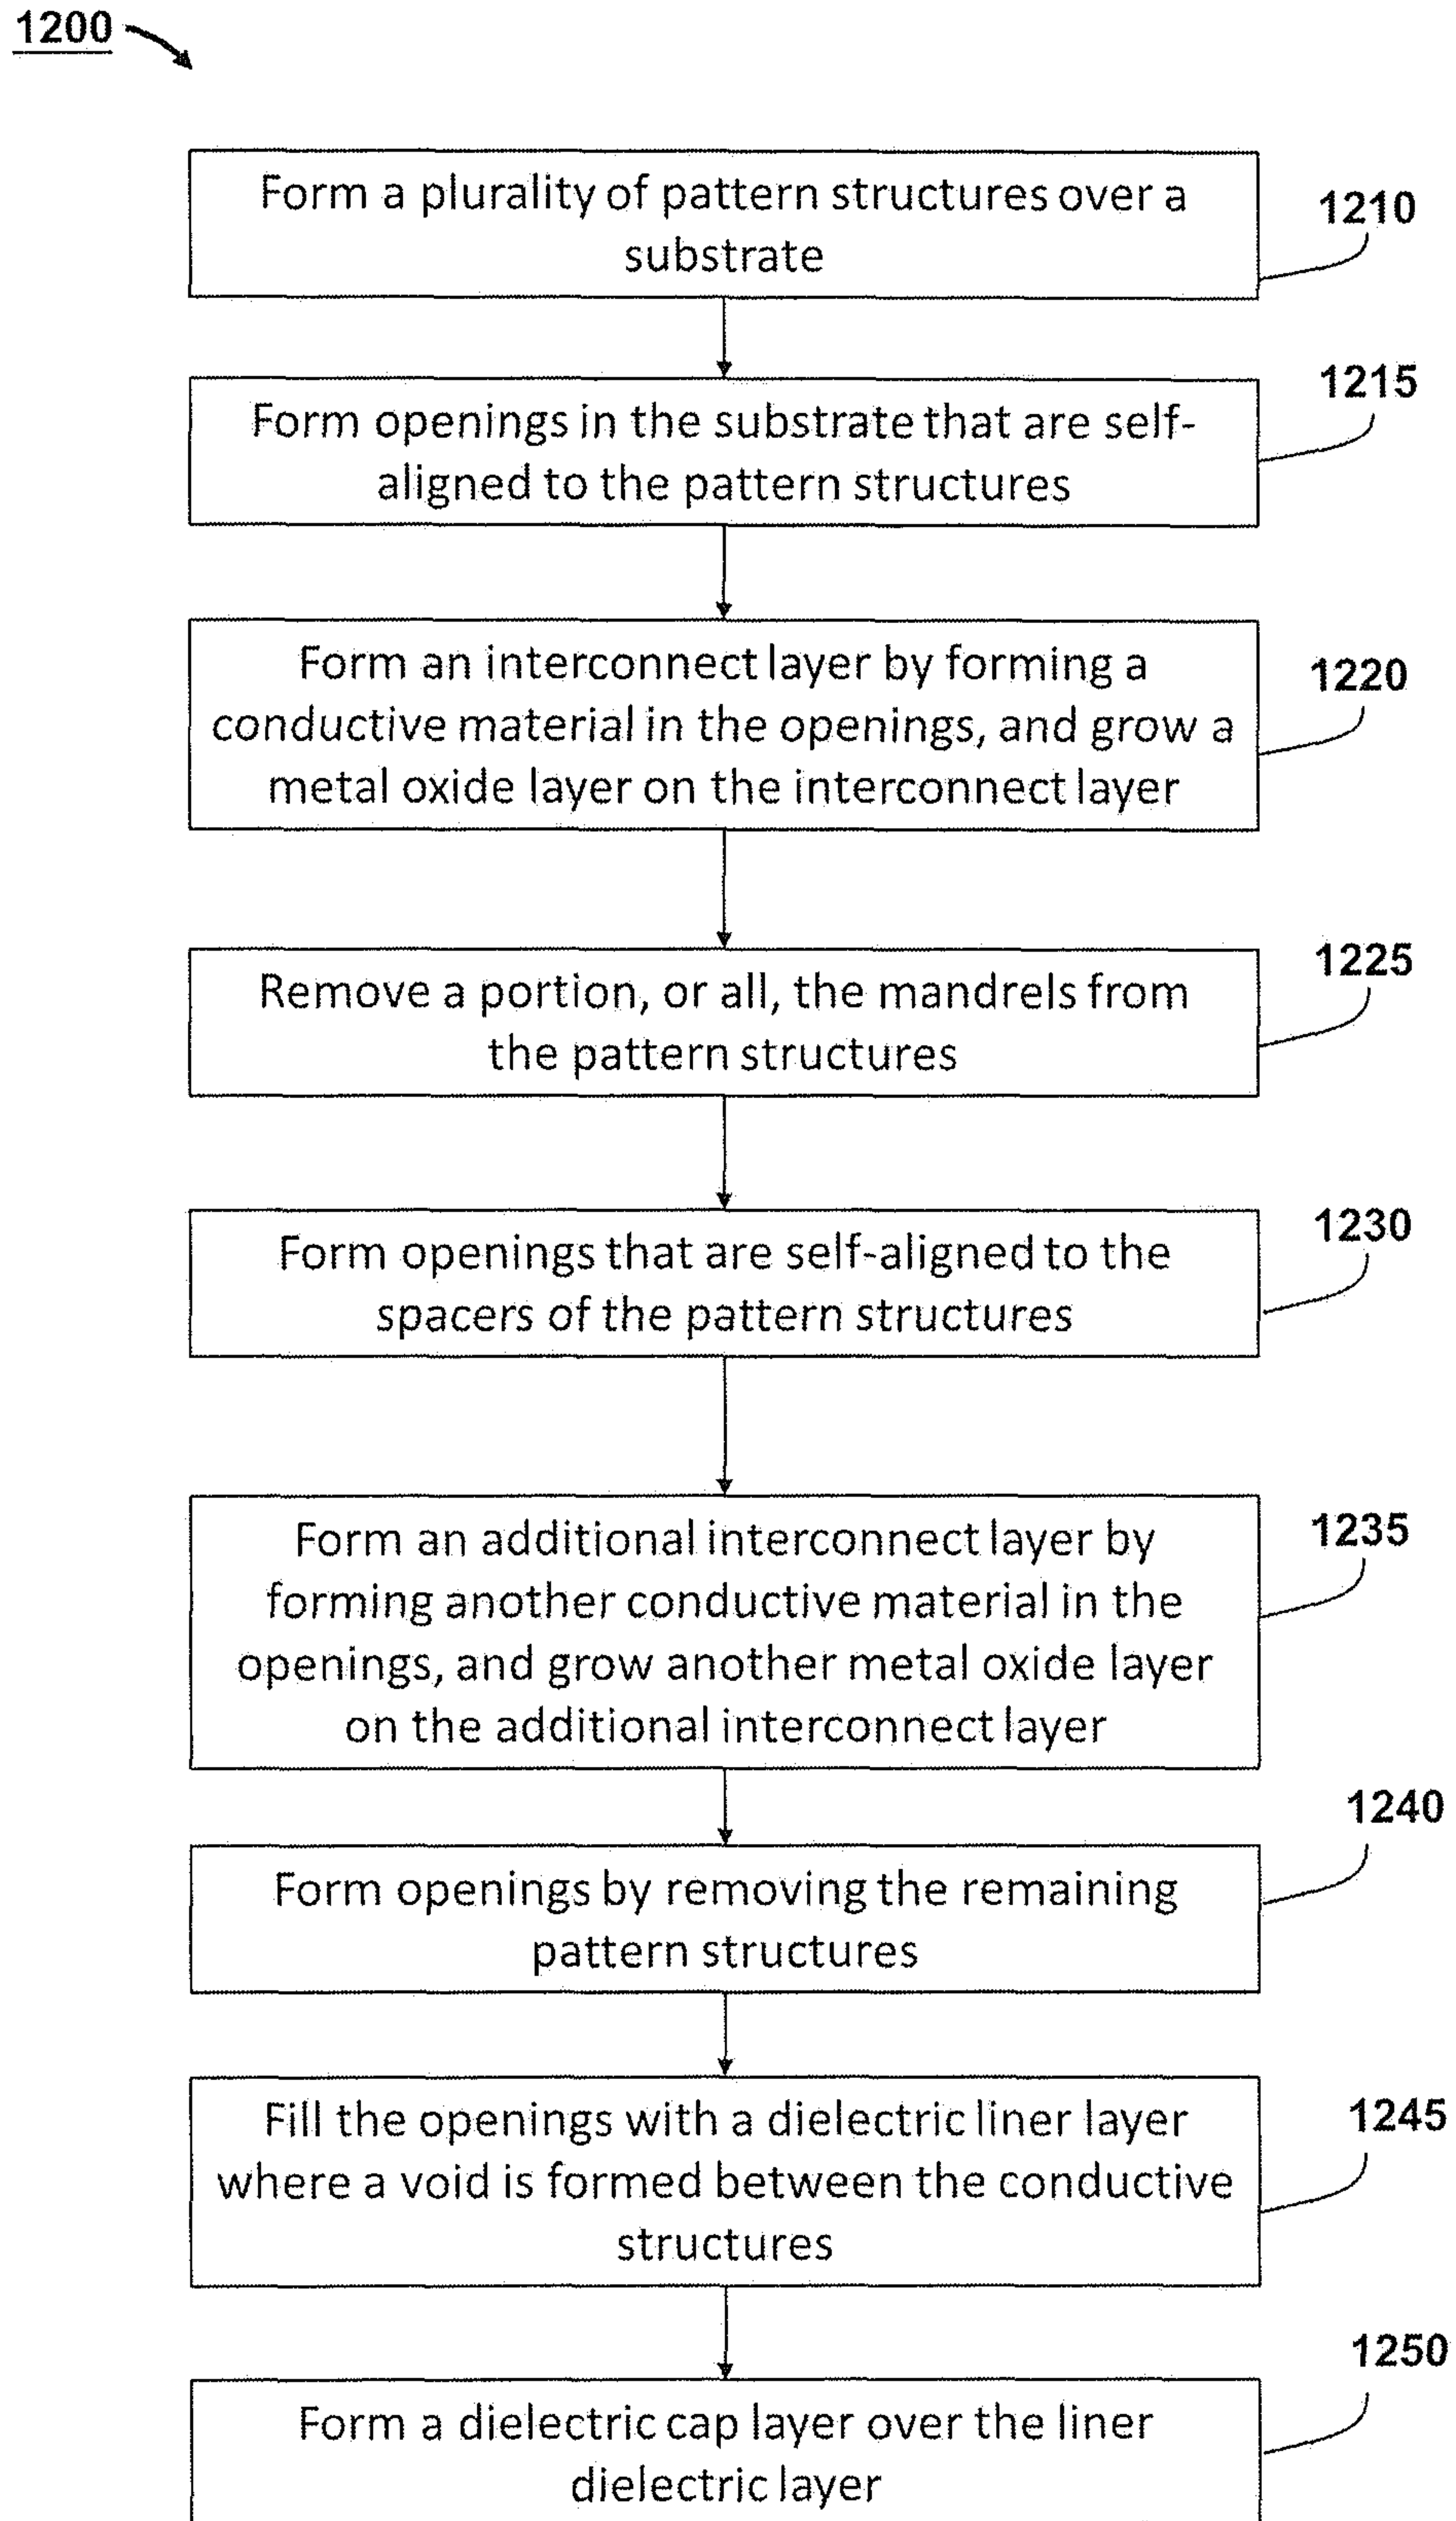 1200
Form a plurality of pattern structures over a
substrate
1210
Form openings in the substrate that are self-
aligned to the pattern structures
1215
Form an interconnect layer by forming a
conductive material in the openings, and grow a
metal oxide layer on the interconnect layer
1220
Remove a portion, or all, the mandrels from
the pattern structures
1225
Form openings that are self-aligned to the
spacers of the pattern structures
1230
Form an additional interconnect layer by
forming another conductive material in the
openings, and grow another metal oxide layer
on the additional interconnect layer
1235
Form openings by removing the remaining
pattern structures
1240
Fill the openings with a dielectric liner layer
where a void is formed between the conductive
structures
1245
Form a dielectric cap layer over the liner
dielectric layer
1250